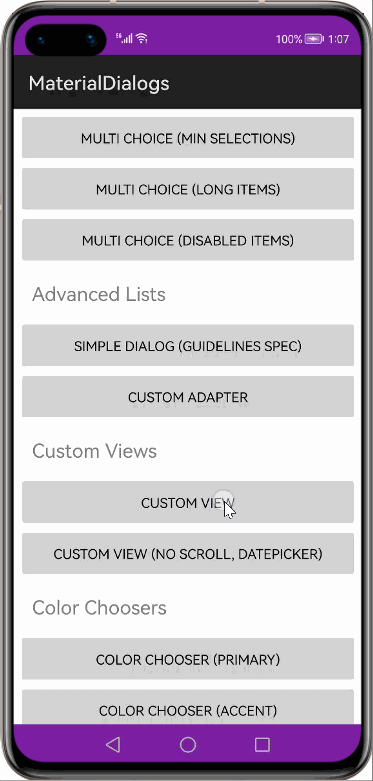 5G 100% 1:07
MaterialDialogs
MULTI CHOICE (MIN SELECTIONS)
MULTI CHOICE (LONG ITEMS)
MULTI CHOICE (DISABLED ITEMS)
Advanced Lists
SIMPLE DIALOG (GUIDELINES SPEC)
CUSTOM ADAPTER
Custom Views
CUSTOM VIEW
CUSTOM VIEW (NO SCROLL, DATEPICKER)
Color Choosers
COLOR CHOOSER (PRIMARY)
COLOR CHOOSER (ACCENT)